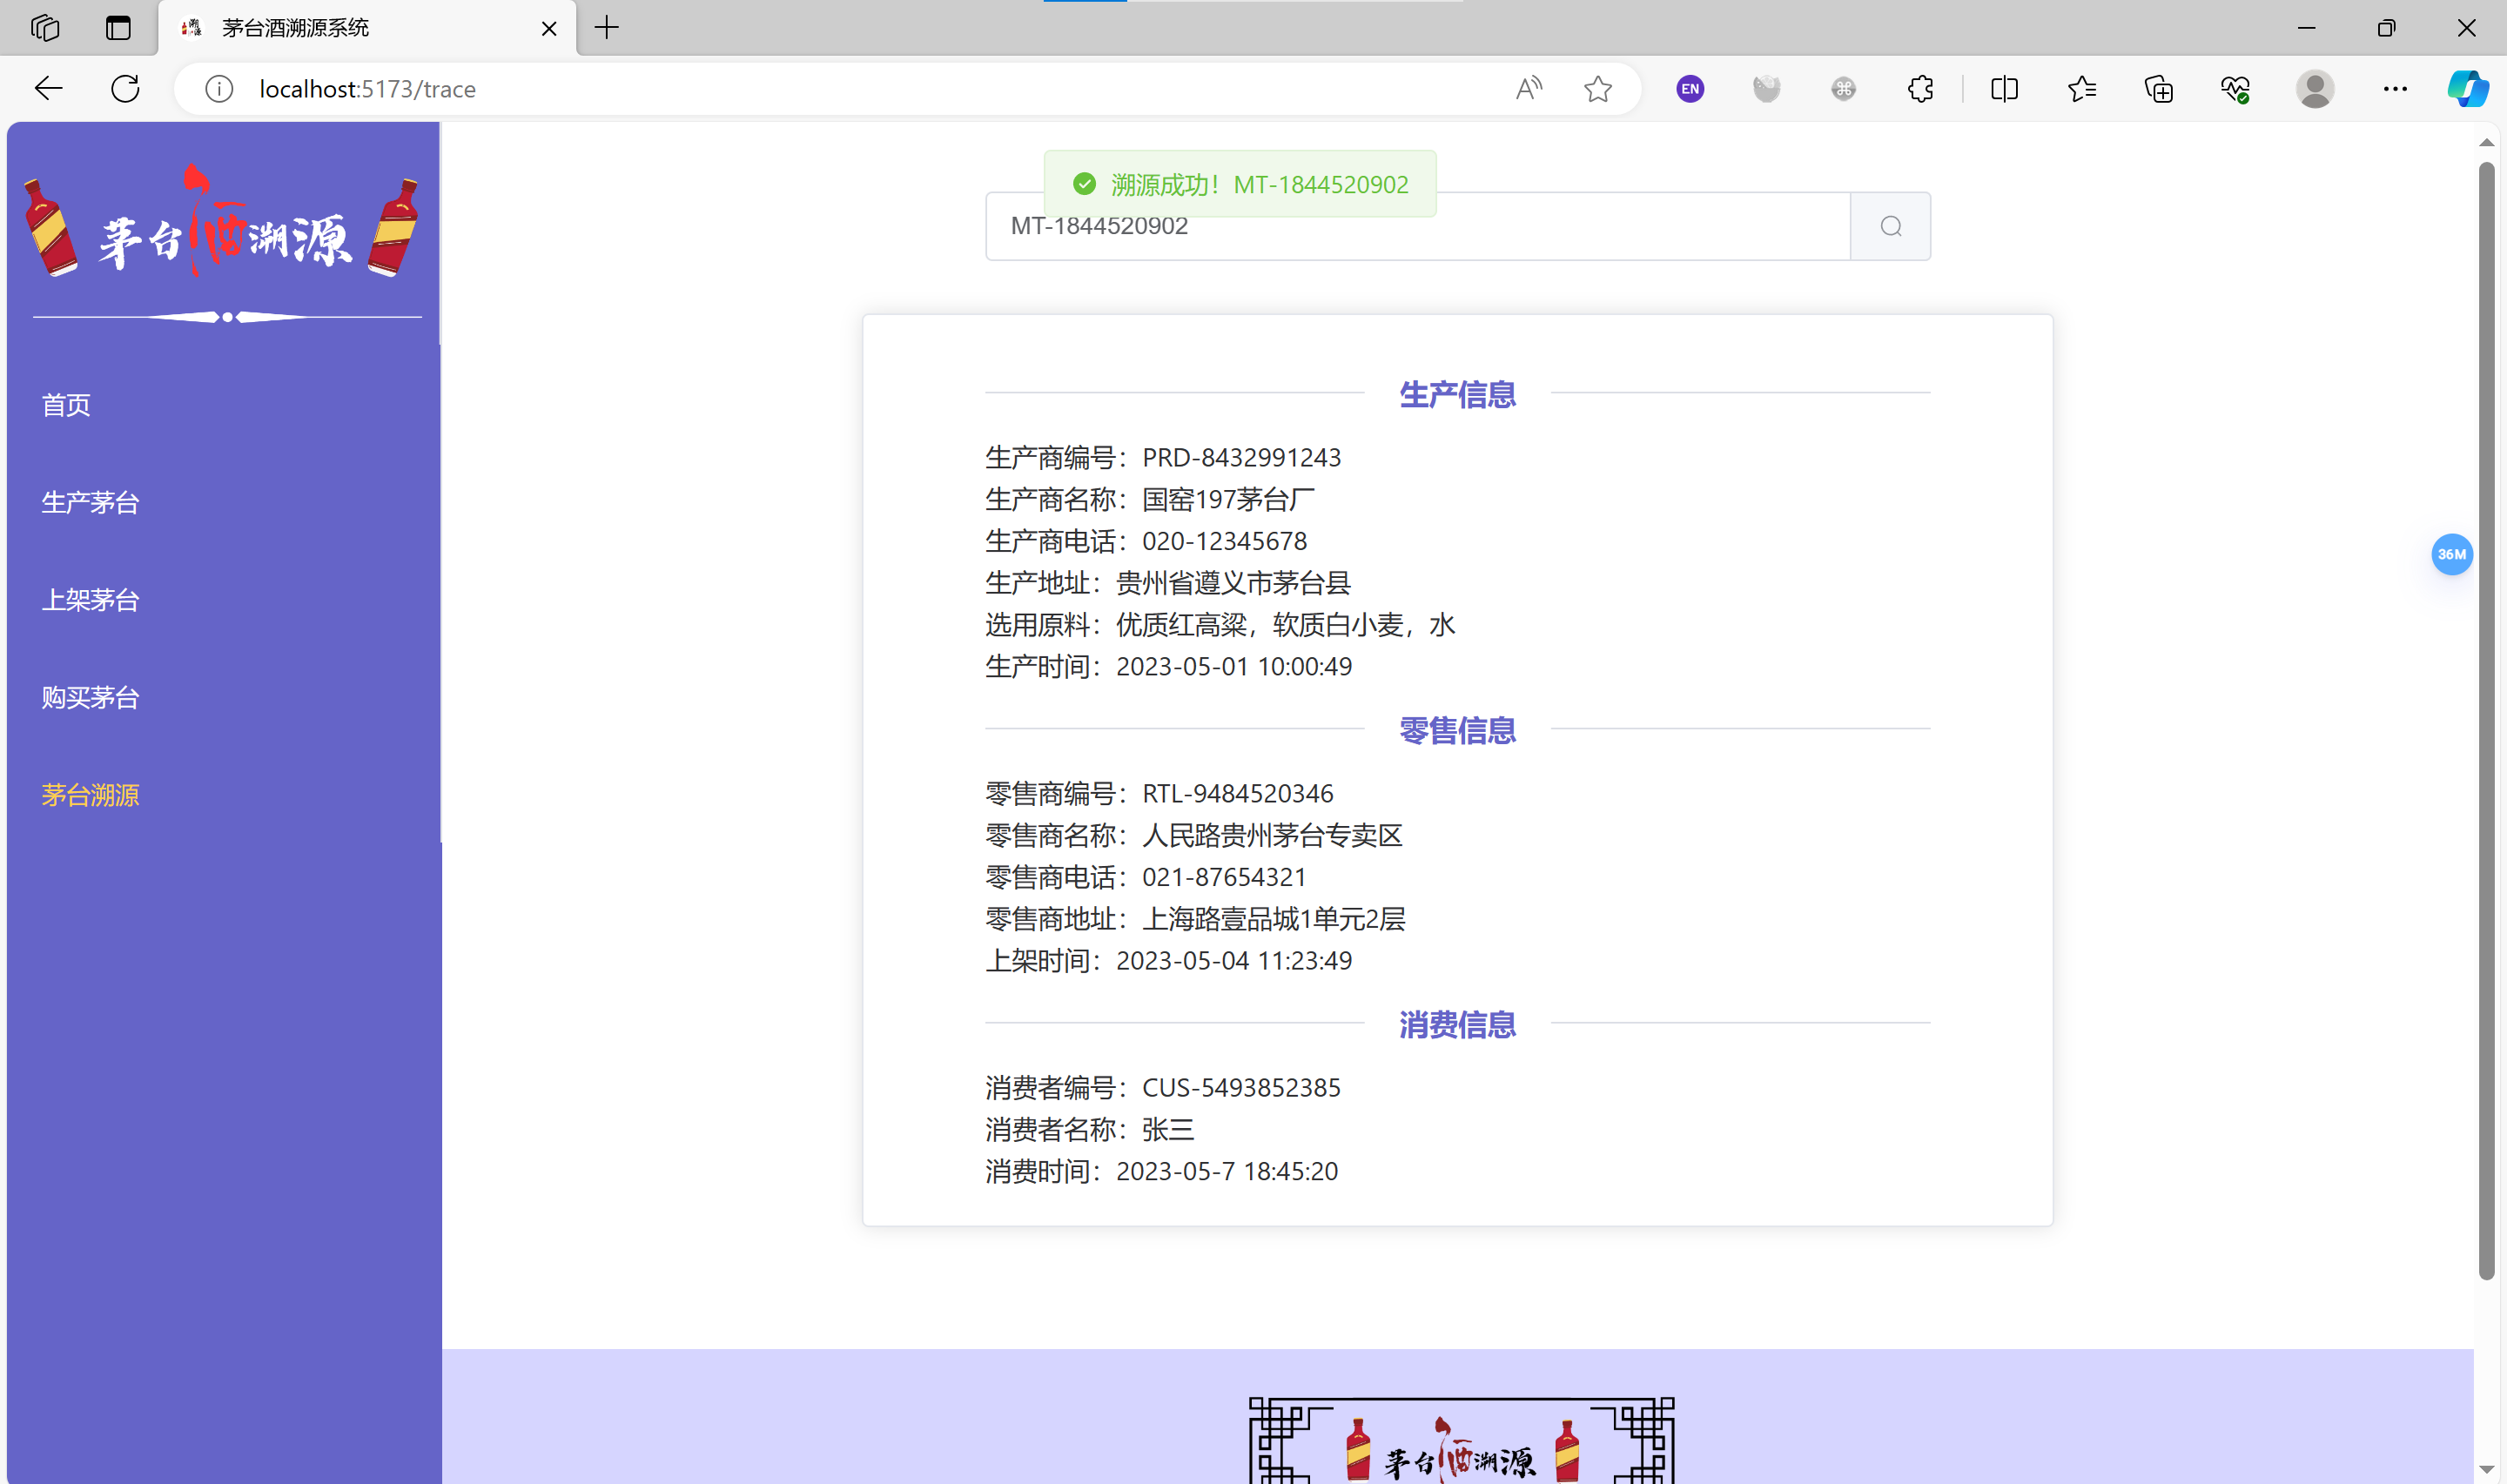 茅台酒溯源系统
localhost:5173/trace
EN
茅台酒溯源
首页
生产茅台
上架茅台
购买茅台
茅台溯源
溯源成功！MT-1844520902
MT-1844520902
生产信息
生产商编号：PRD-8432991243
生产商名称：国窑197茅台厂
生产商电话：020-12345678
生产地址：贵州省遵义市茅台县
选用原料：优质红高粱，软质白小麦，水
生产时间：2023-05-01 10:00:49
零售信息
零售商编号：RTL-9484520346
零售商名称：人民路贵州茅台专卖区
零售商电话：021-87654321
零售商地址：上海路壹品城1单元2层
上架时间：2023-05-04 11:23:49
消费信息
消费者编号：CUS-5493852385
消费者名称：张三
消费时间：2023-05-7 18:45:20
36M
茅台酒溯源